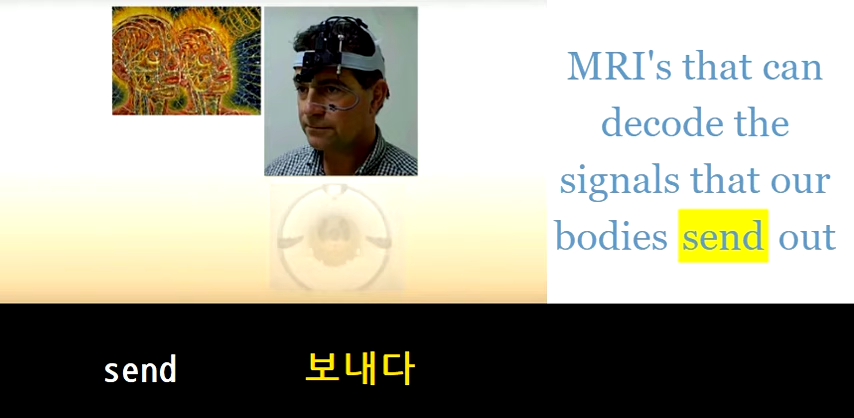 MRI's that can
decode the
signals that our
bodies send out
send 보내다